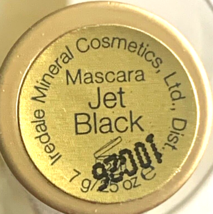 Iredale Mineral Cosmetics, Ltd., Dist.
Mascara
Jet
Black
7 g/.25 oz e